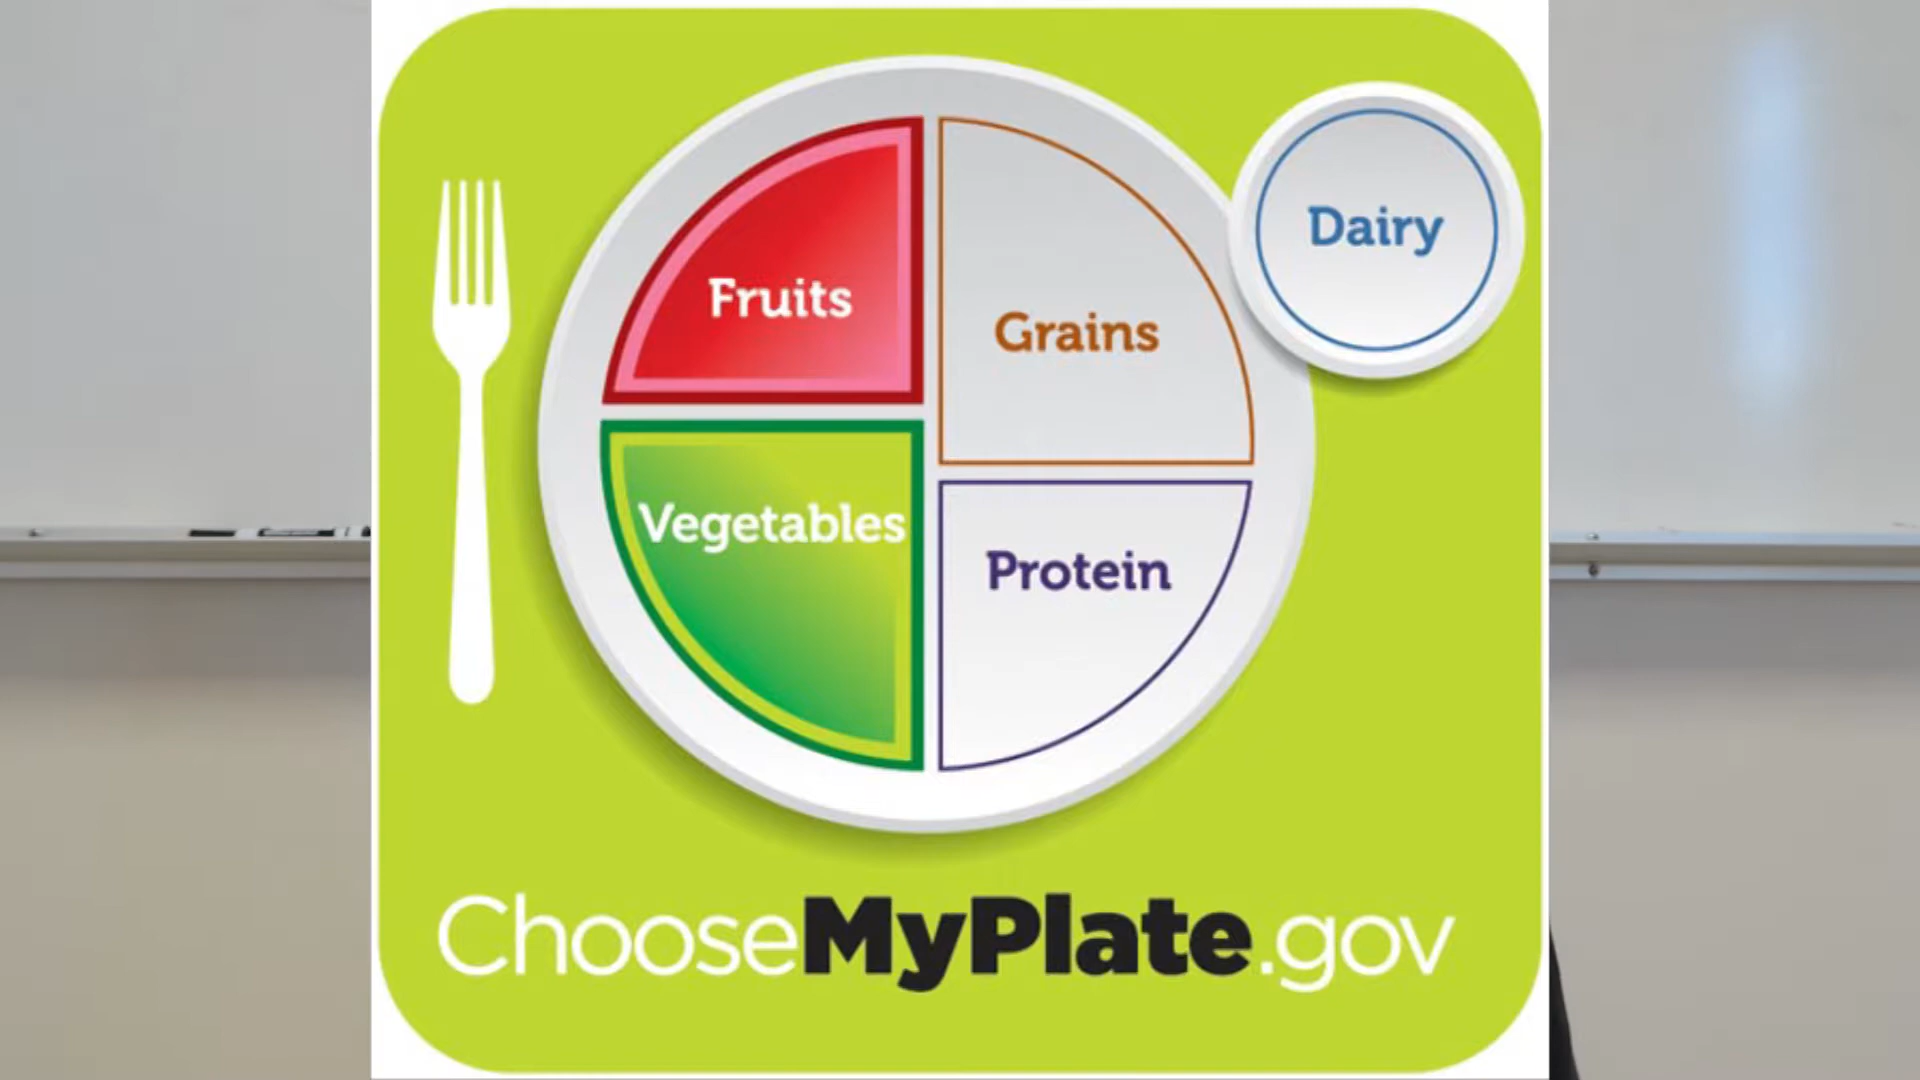 Fruits
Grains
Dairy
Vegetables
Protein
ChooseMyPlate.gov